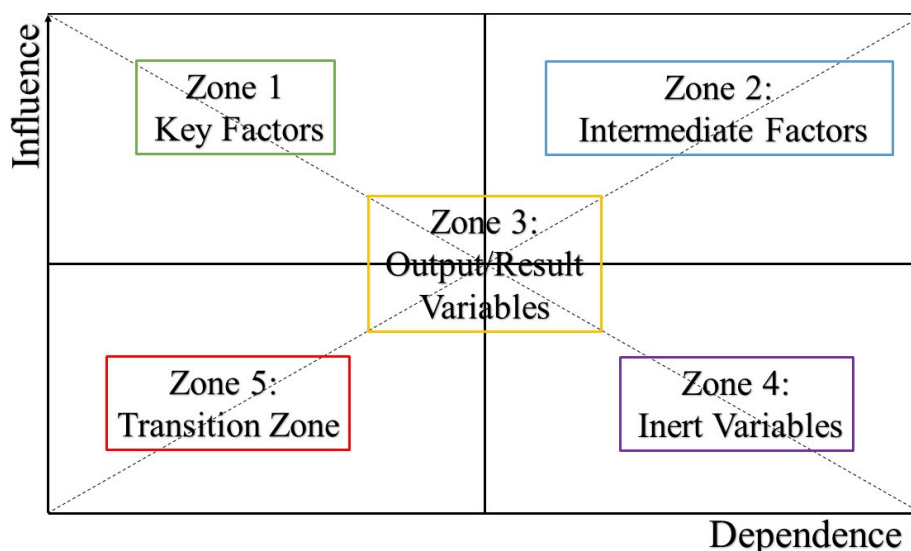 Influence
Zone 1
Key Factors
Zone 2:
Intermediate Factors
Zone 3:
Output/Result
Variables
Zone 5:
Transition Zone
Zone 4:
Inert Variables
Dependence